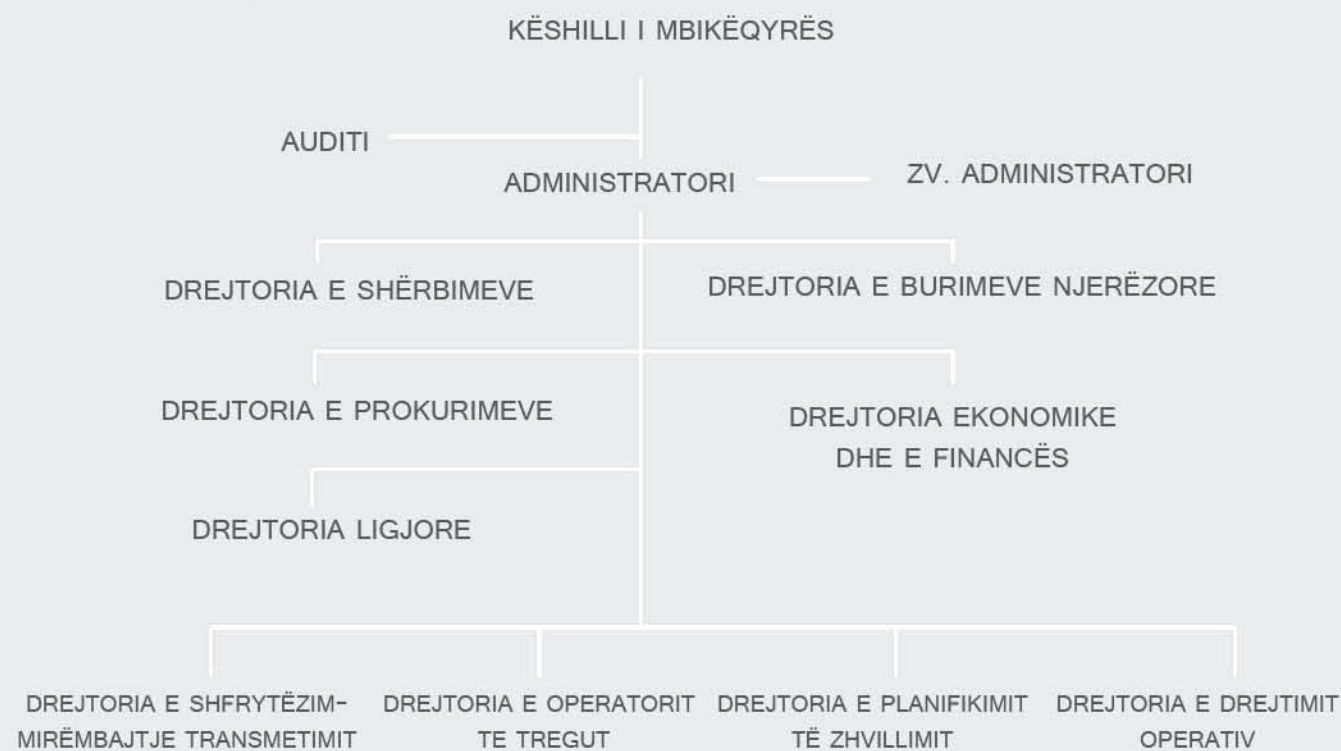 KËSHILLI I MBIKËQYRËS
AUDITI
ADMINISTRATORI
ZV. ADMINISTRATORI
DREJTORIA E SHËRBIMEVE
DREJTORIA E BURIMEVE NJERËZORE
DREJTORIA E PROKURIMEVE
DREJTORIA EKONOMIKE
DHE E FINANCËS
DREJTORIA LIGJORE
DREJTORIA E SHFRYTËZIM-
MIRËMBAJTJE TRANSMETIMIT
DREJTORIA E OPERATORIT
TE TREGUT
DREJTORIA E PLANIFIKIMIT
TË ZHVILLIMIT
DREJTORIA E DREJTIMIT
OPERATIV